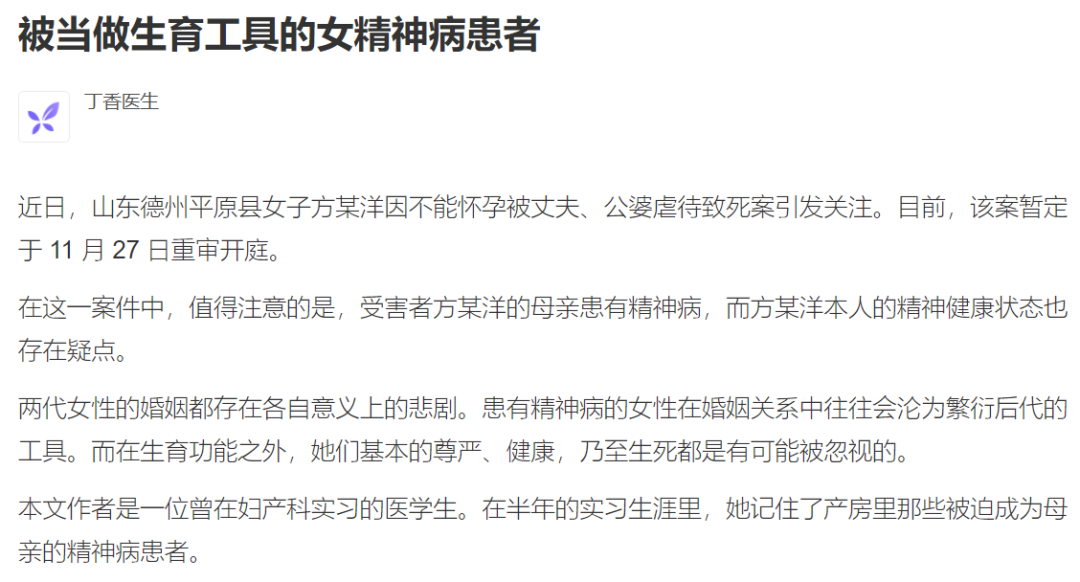 被当做生育工具的女精神病患者
丁香医生
近日，山东德州平原县女子方某洋因不能怀孕被丈夫、公婆虐待致死案引发关注。目前，该案暂定
于 11 月 27 日重审开庭。
在这一案件中，值得注意的是，受害者方某洋的母亲患有精神病，而方某洋本人的精神健康状态也
存在疑点。
两代女性的婚姻都存在各自意义上的悲剧。患有精神病的女性在婚姻关系中往往会沦为繁衍后代的
工具。而在生育功能之外，她们基本的尊严、健康，乃至生死都是有可能被忽视的。
本文作者是一位曾在妇产科实习的医学生。在半年的实习生涯里，她记住了产房里那些被迫成为母
亲的精神病患者。